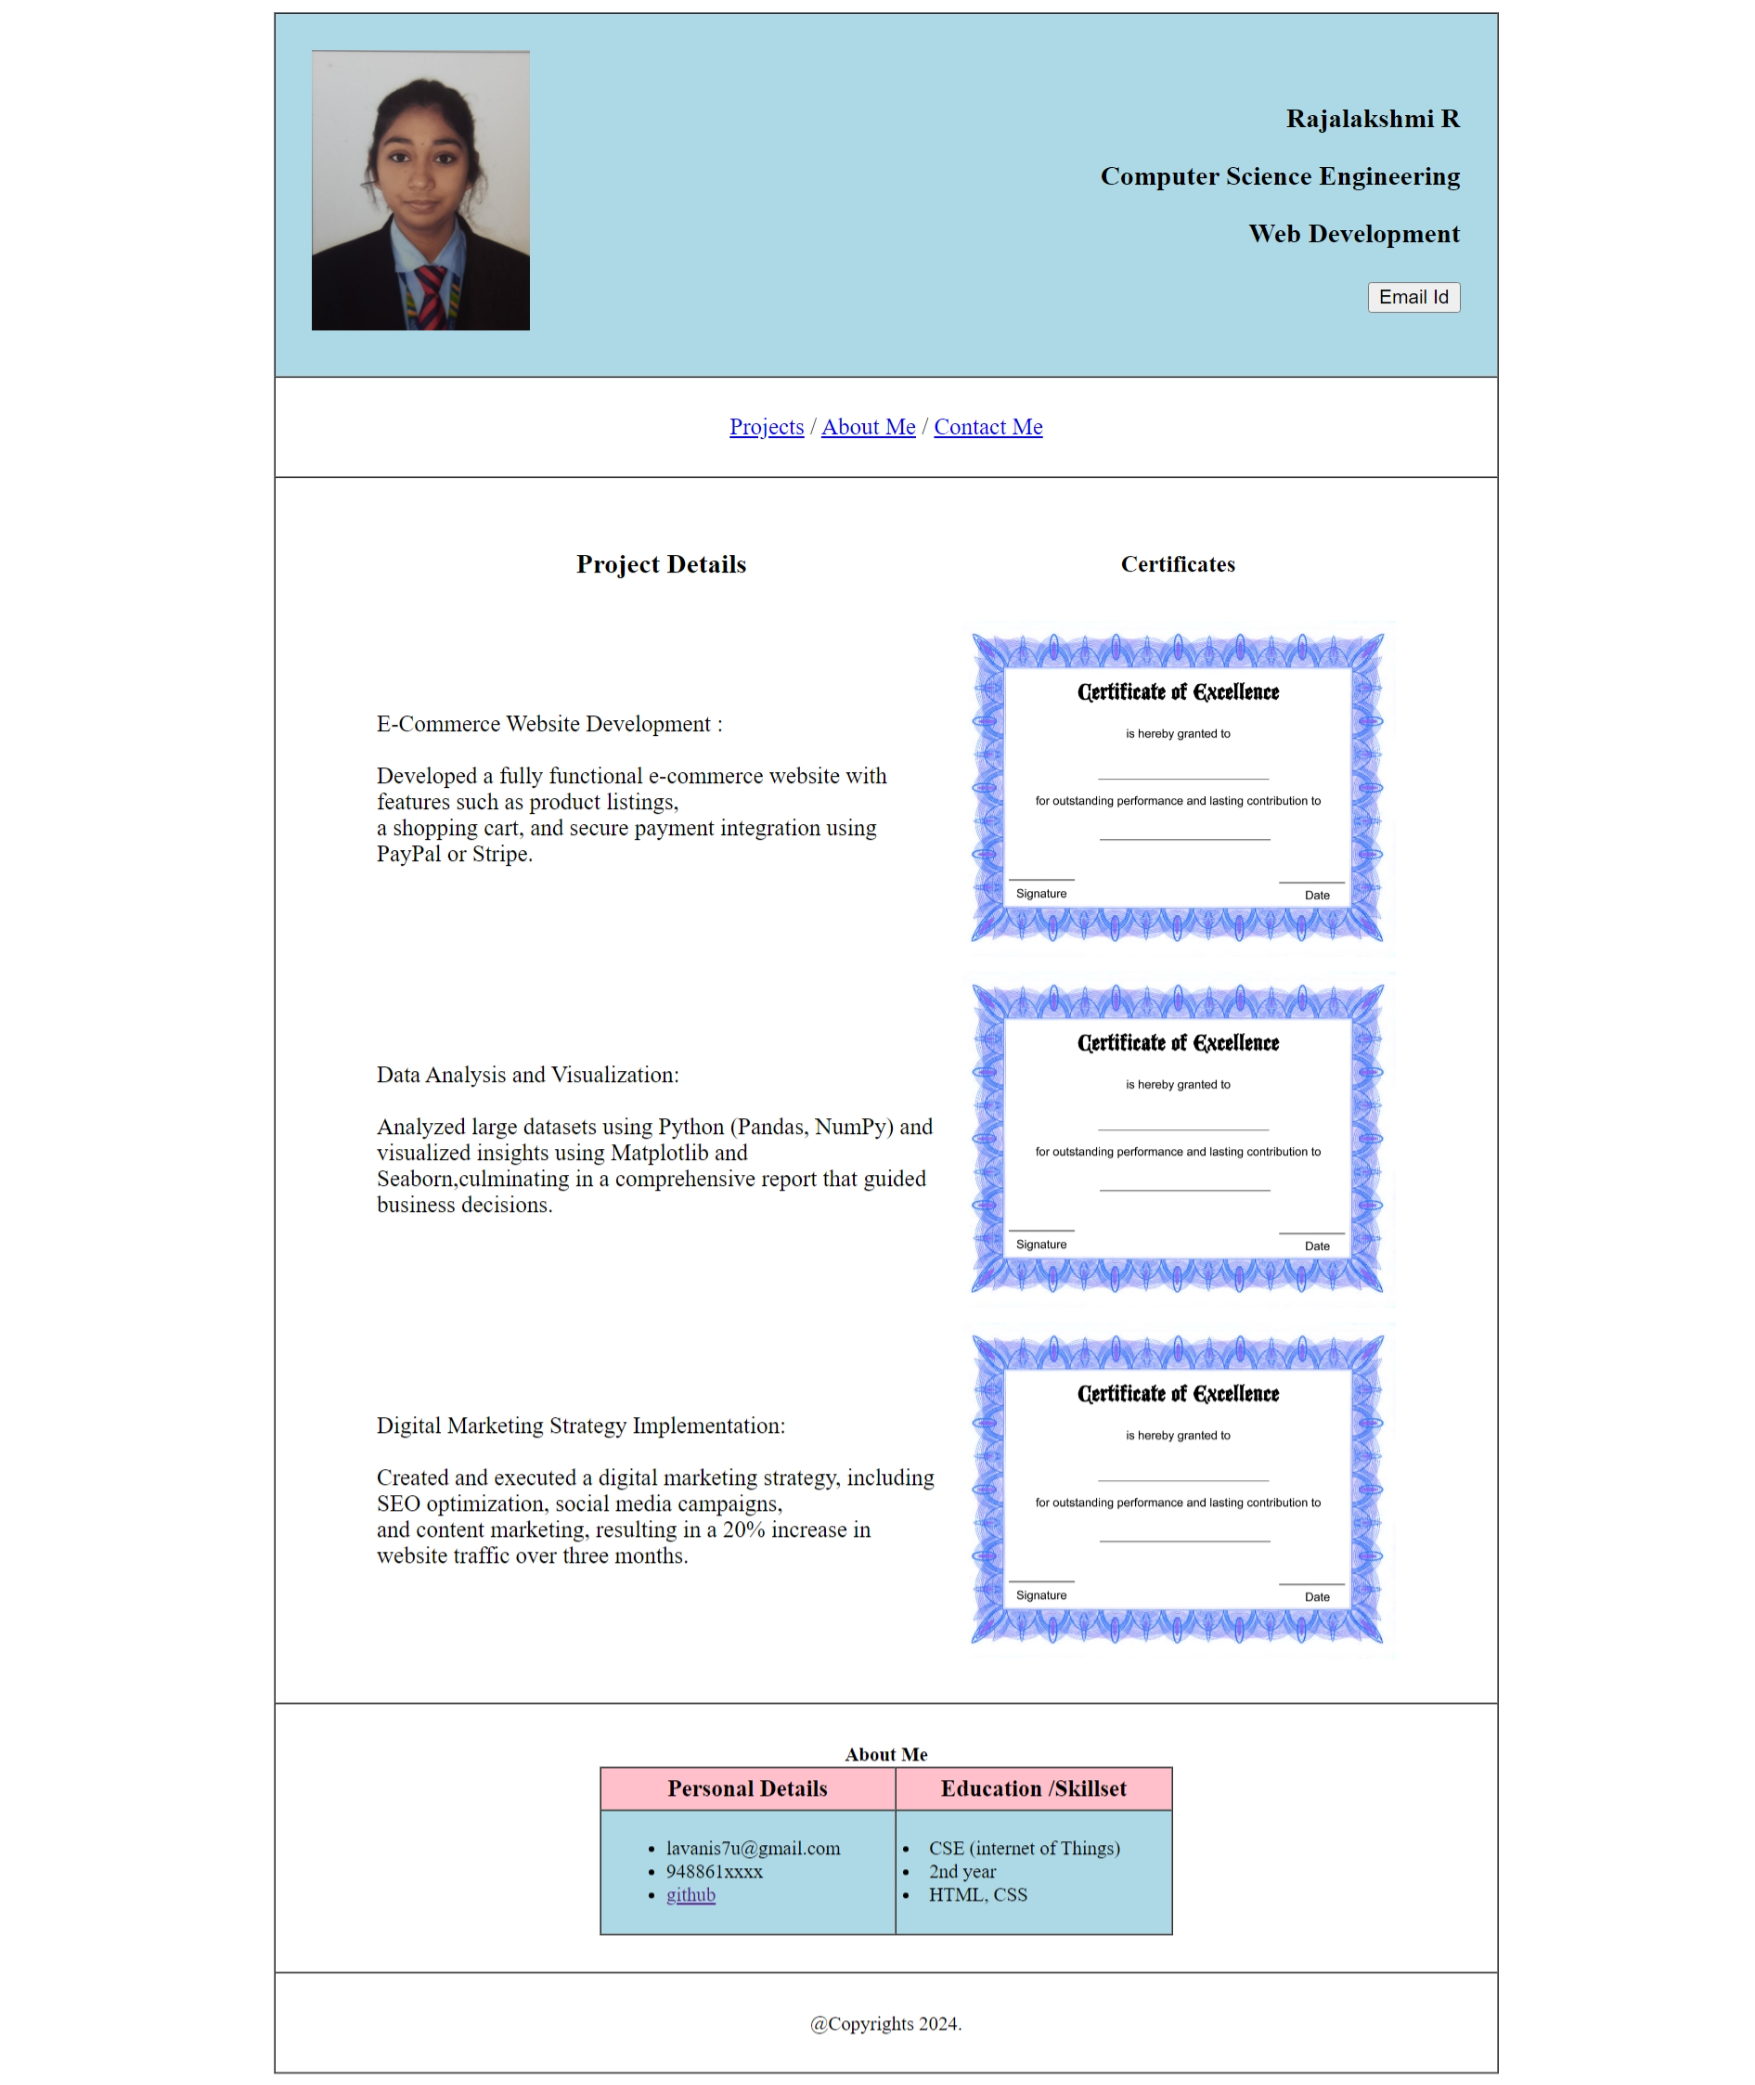 Rajalakshmi R
Computer Science Engineering
Web Development
Email Id
Projects / About Me / Contact Me
Project Details
Certificates
E-Commerce Website Development :
Developed a fully functional e-commerce website with
features such as product listings,
a shopping cart, and secure payment integration using
PayPal or Stripe.
Certificate of Excellence
is hereby granted to
for outstanding performance and lasting contribution to
Signature
Date
Data Analysis and Visualization:
Analyzed large datasets using Python (Pandas, NumPy) and
visualized insights using Matplotlib and
Seaborn,culminating in a comprehensive report that guided
business decisions.
Certificate of Excellence
is hereby granted to
for outstanding performance and lasting contribution to
Signature
Date
Digital Marketing Strategy Implementation:
Created and executed a digital marketing strategy, including
SEO optimization, social media campaigns,
and content marketing, resulting in a 20% increase in
website traffic over three months.
Certificate of Excellence
is hereby granted to
for outstanding performance and lasting contribution to
Signature
Date
About Me
Personal Details
Education /Skillset
lavanis7u@gmail.com
948861xxxx
github
CSE (internet of Things)
2nd year
HTML, CSS
@Copyrights 2024.